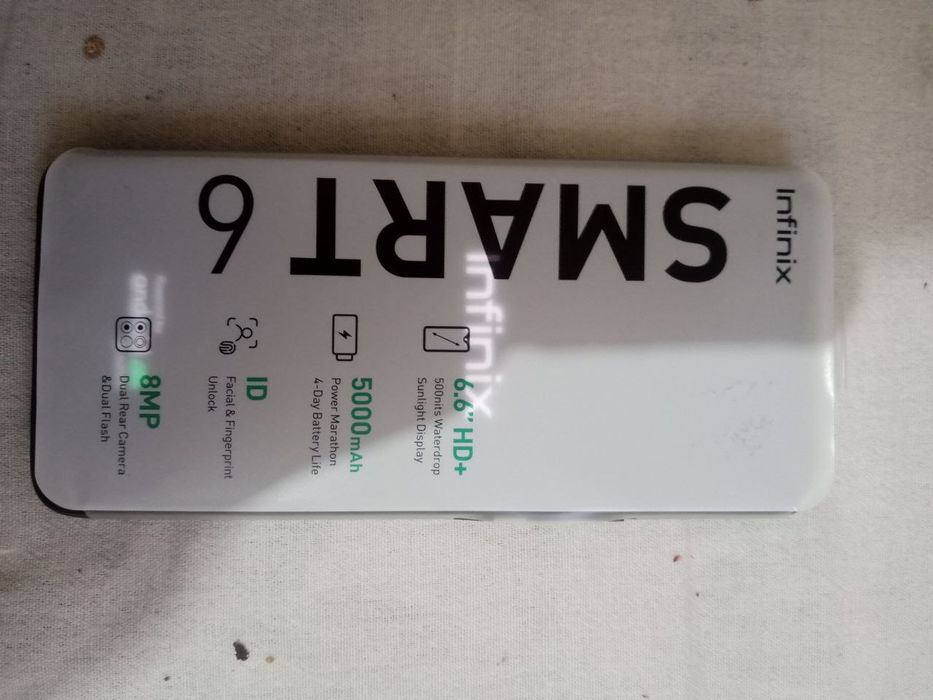 Infinix
SMART 6
6.6" HD+
500nits Waterdrop
Sunlight Display
5000mAh
Power Marathon
4-Day Battery Life
ID
Facial & Fingerprint
Unlock
8MP
Dual Rear Camera
&Dual Flash
Infinix